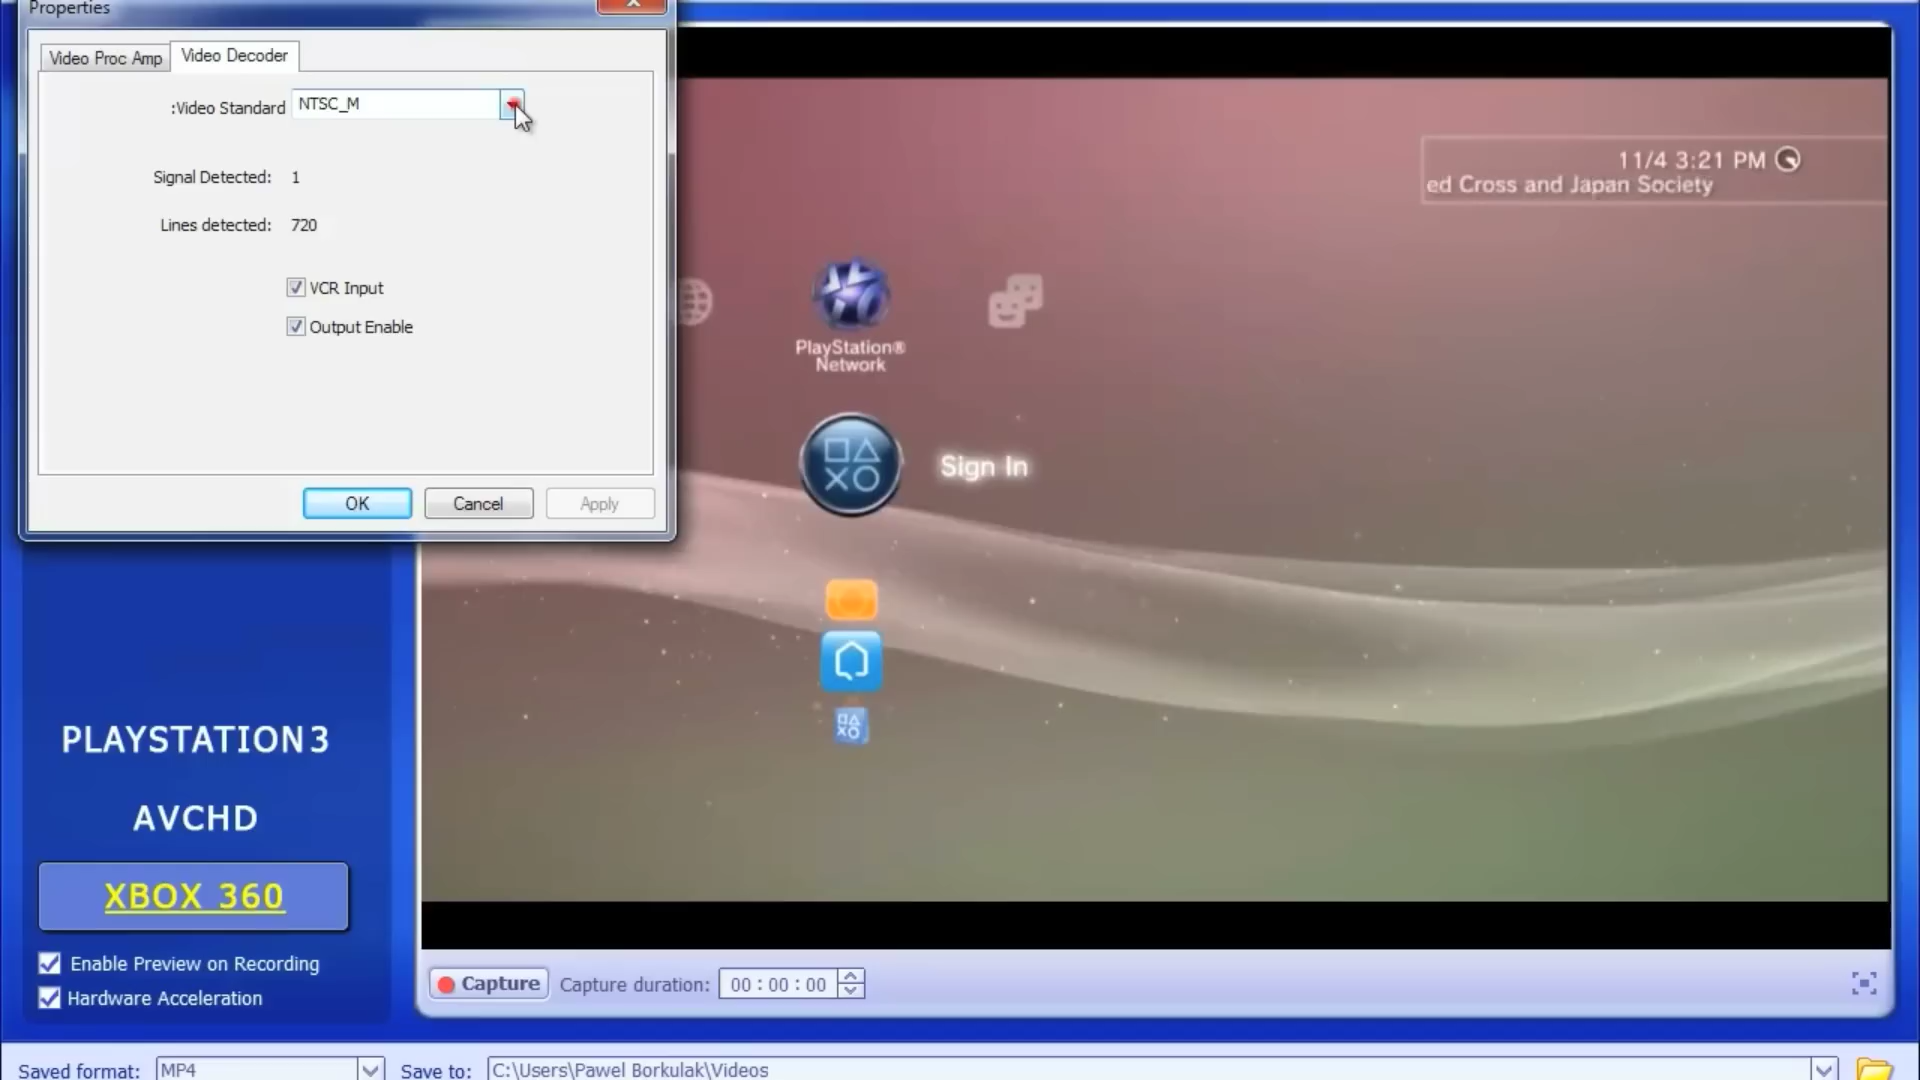 Properties
Video Proc Amp
Video Decoder
:Video Standard
NTSC_M
Signal Detected: 1
Lines detected: 720
VCR Input
Output Enable
OK
Cancel
Apply
11/4 3:21 PM
ed Cross and Japan Society
PlayStation®
Network
Sign In
PLAYSTATION3
AVCHD
XBOX 360
Enable Preview on Recording
Hardware Acceleration
Capture
Capture duration:
00 : 00 : 00
Saved format:
MP4
Save to:
C:\Users\Pawel Borkulak\Videos